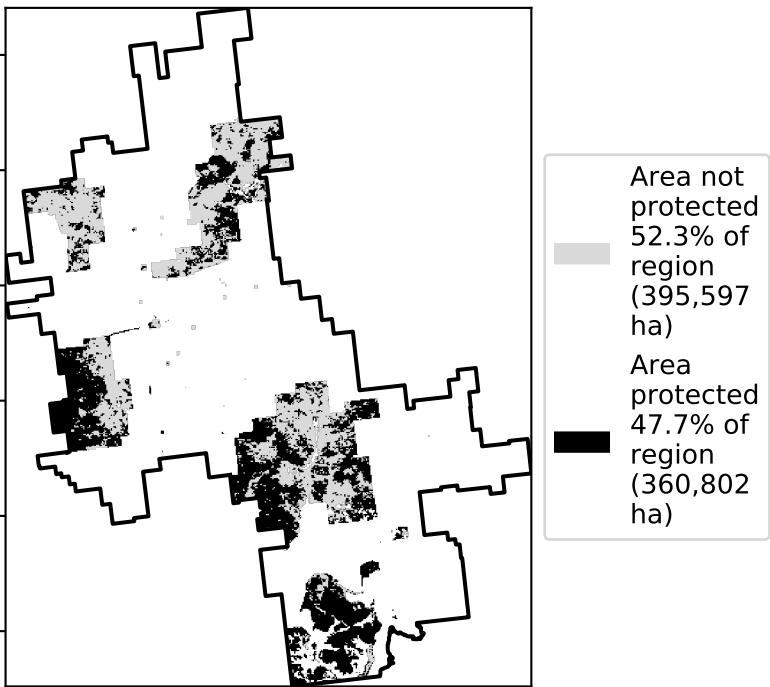 Area not
protected
52.3% of
region
(395,597
ha)
Area
protected
47.7% of
region
(360,802
ha)